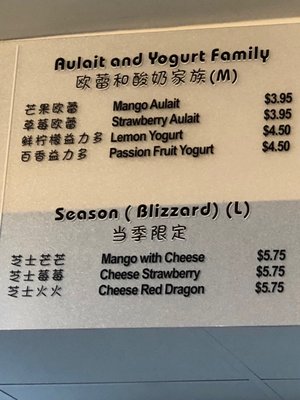 Aulait and Yogurt Family
欧蕾和酸奶家族(M)
芒果欧蕾 Mango Aulait $3.95
草莓欧蕾 Strawberry Aulait $3.95
鲜柠檬益力多 Lemon Yogurt $4.50
百香益力多 Passion Fruit Yogurt $4.50
Season ( Blizzard) (L)
当季限定
芝士芒芒 Mango with Cheese $5.75
芝士莓莓 Cheese Strawberry $5.75
芝士火火 Cheese Red Dragon $5.75